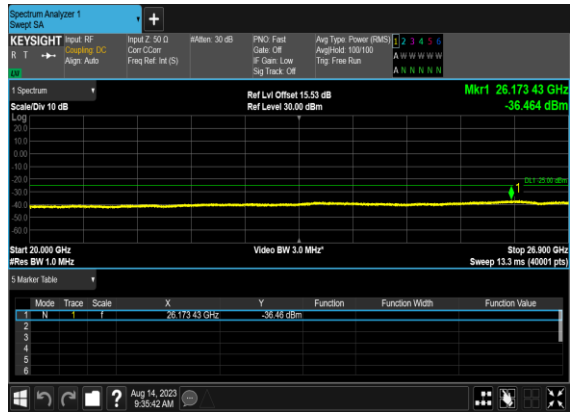 Spectrum Analyzer 1
Swept SA
+
KEYSIGHT Input: RF Input Z: 50 Ω #Atten: 30 dB PNO: Fast Avg Type: Power (RMS) 1 2 3 4 5 6
R T Coupling: DC Corr CCorr Gate: Off Avg|Hold: 100/100 A W W W W W
Align: Auto Freq Ref: Int (S) IF Gain: Low Trig: Free Run
Sig Track: Off A N N N N N
LW
1 Spectrum Ref Lvl Offset 15.53 dB Mkr1 26.173 43 GHz
Scale/Div 10 dB Ref Level 30.00 dBm -36.464 dBm
Log
20.0
10.0
0.00
-10.0
-20.0
DL1 -25.00 dBm
-30.0
1
-40.0
-50.0
-60.0
Start 20.000 GHz Video BW 3.0 MHz* Stop 26.900 GHz
#Res BW 1.0 MHz Sweep 13.3 ms (40001 pts)
5 Marker Table
Mode Trace Scale X Y Function Function Width Function Value
1 N 1 f 26.173 43 GHz -36.46 dBm
2
3
4
5
6
? Aug 14, 2023
9:35:42 AM